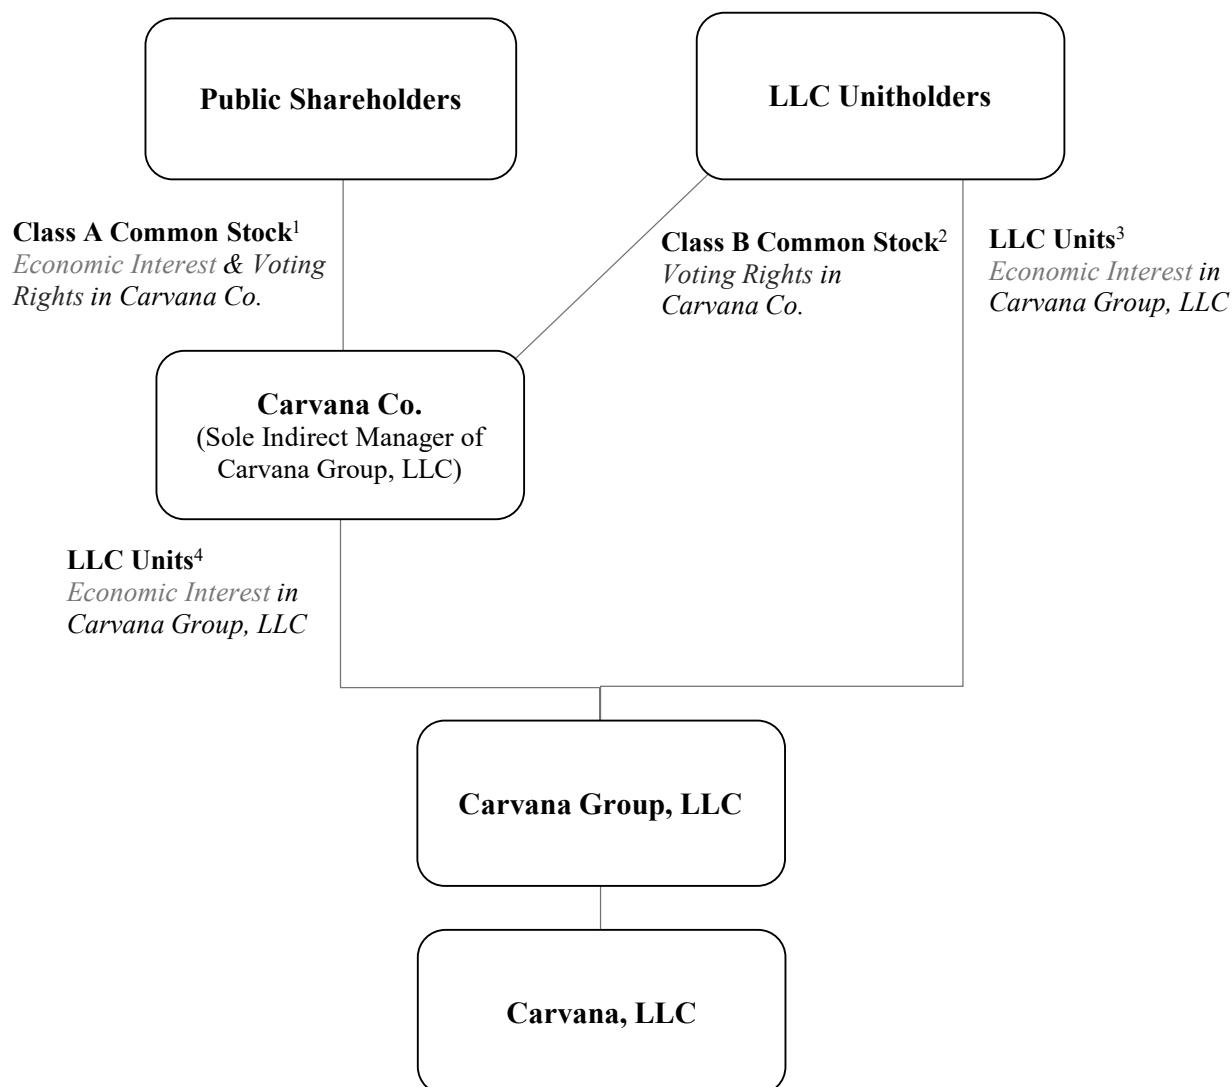 Public Shareholders
LLC Unitholders
Class A Common Stock¹
Economic Interest & Voting
Rights in Carvana Co.
Class B Common Stock²
Voting Rights in
Carvana Co.
LLC Units³
Economic Interest in
Carvana Group, LLC
Carvana Co.
(Sole Indirect Manager of
Carvana Group, LLC)
LLC Units⁴
Economic Interest in
Carvana Group, LLC
Carvana Group, LLC
Carvana, LLC